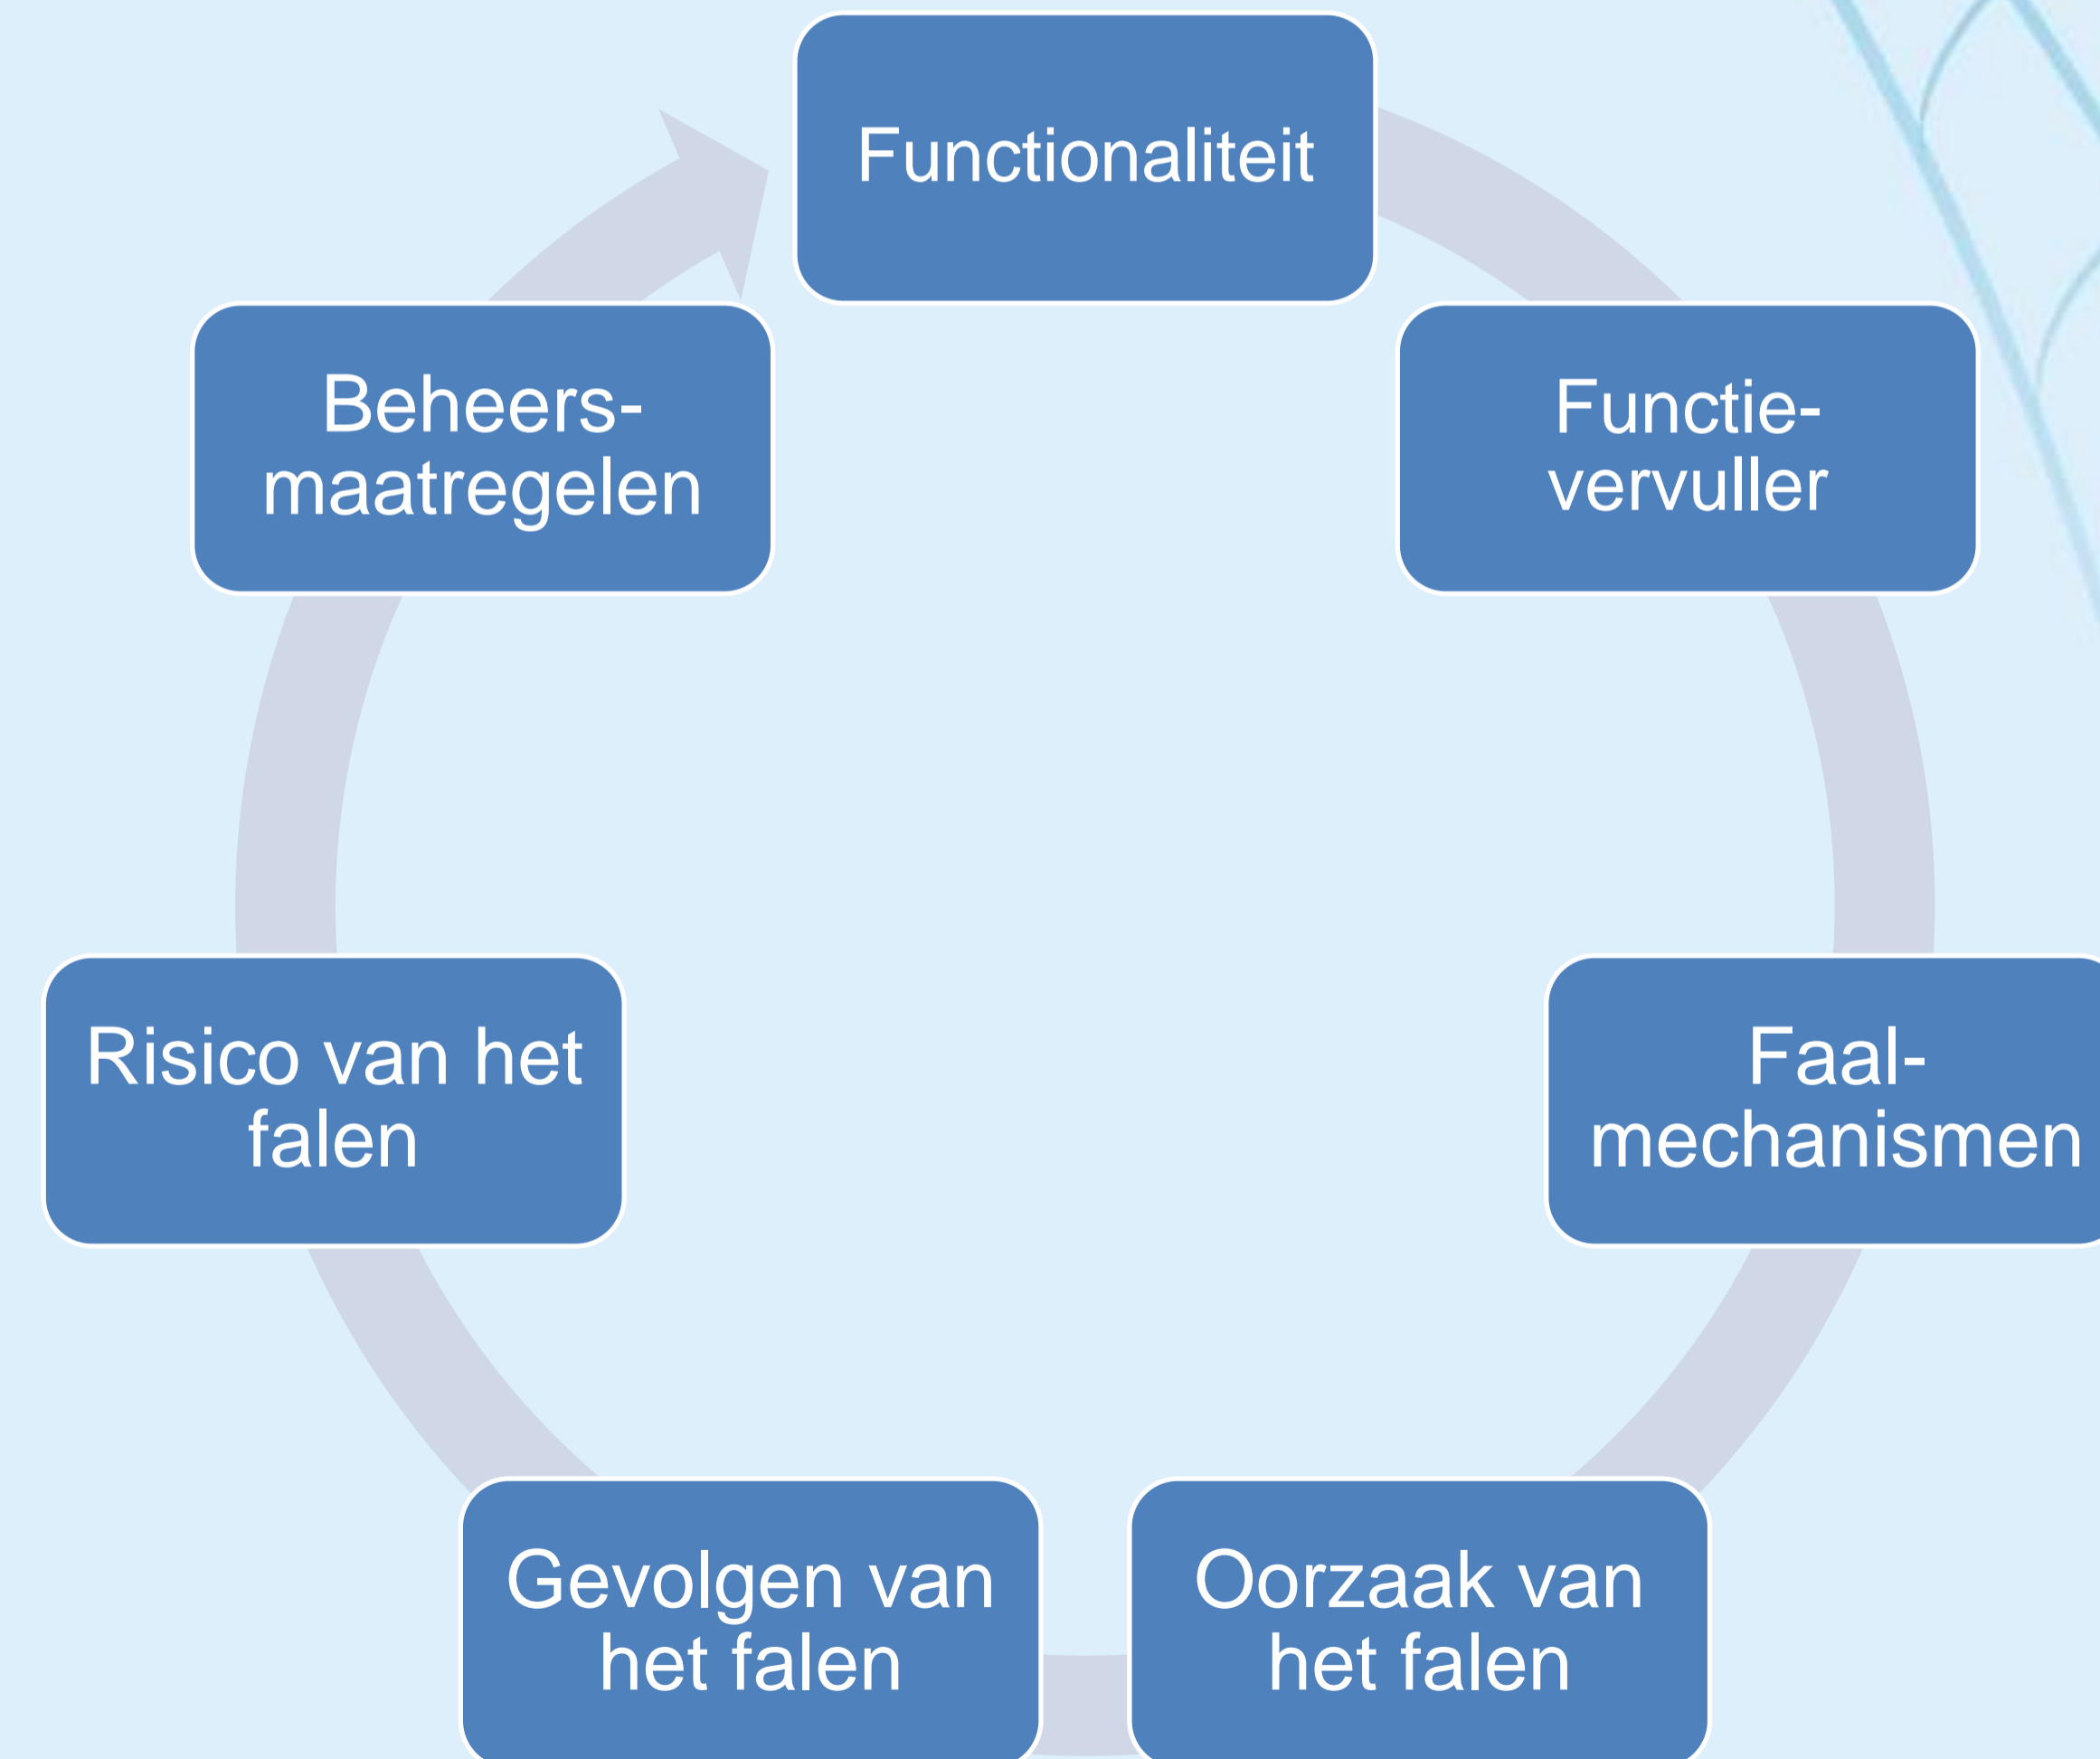 Functionaliteit
Functie-
vervuller
Faal-
mechanismen
Oorzaak van
het falen
Gevolgen van
het falen
Risico van het
falen
Beheers-
maatregelen